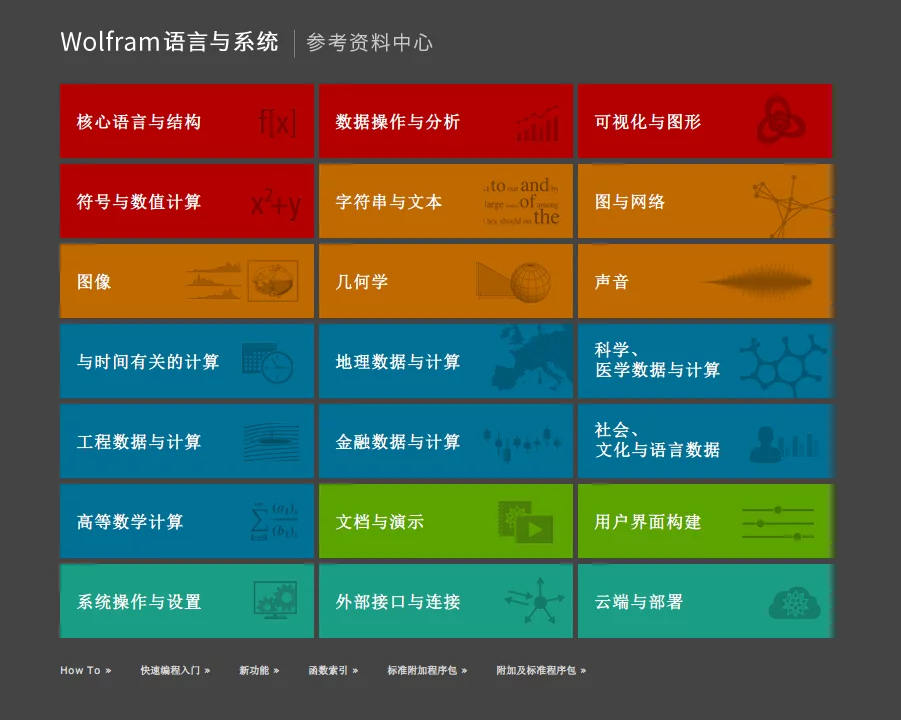 Wolfram语言与系统 | 参考资料中心
核心语言与结构 f[x]
数据操作与分析
可视化与图形
符号与数值计算 x²+y
字符串与文本
to our and by
large of among
hex should on the
图与网络
图像
几何学
声音
与时间有关的计算
地理数据与计算
科学、
医学数据与计算
工程数据与计算
金融数据与计算
社会、
文化与语言数据
高等数学计算
文档与演示
用户界面构建
系统操作与设置
外部接口与连接
云端与部署
How To » 快速编程入门 » 新功能 » 函数索引 » 标准附加程序包 » 附加及标准程序包 »